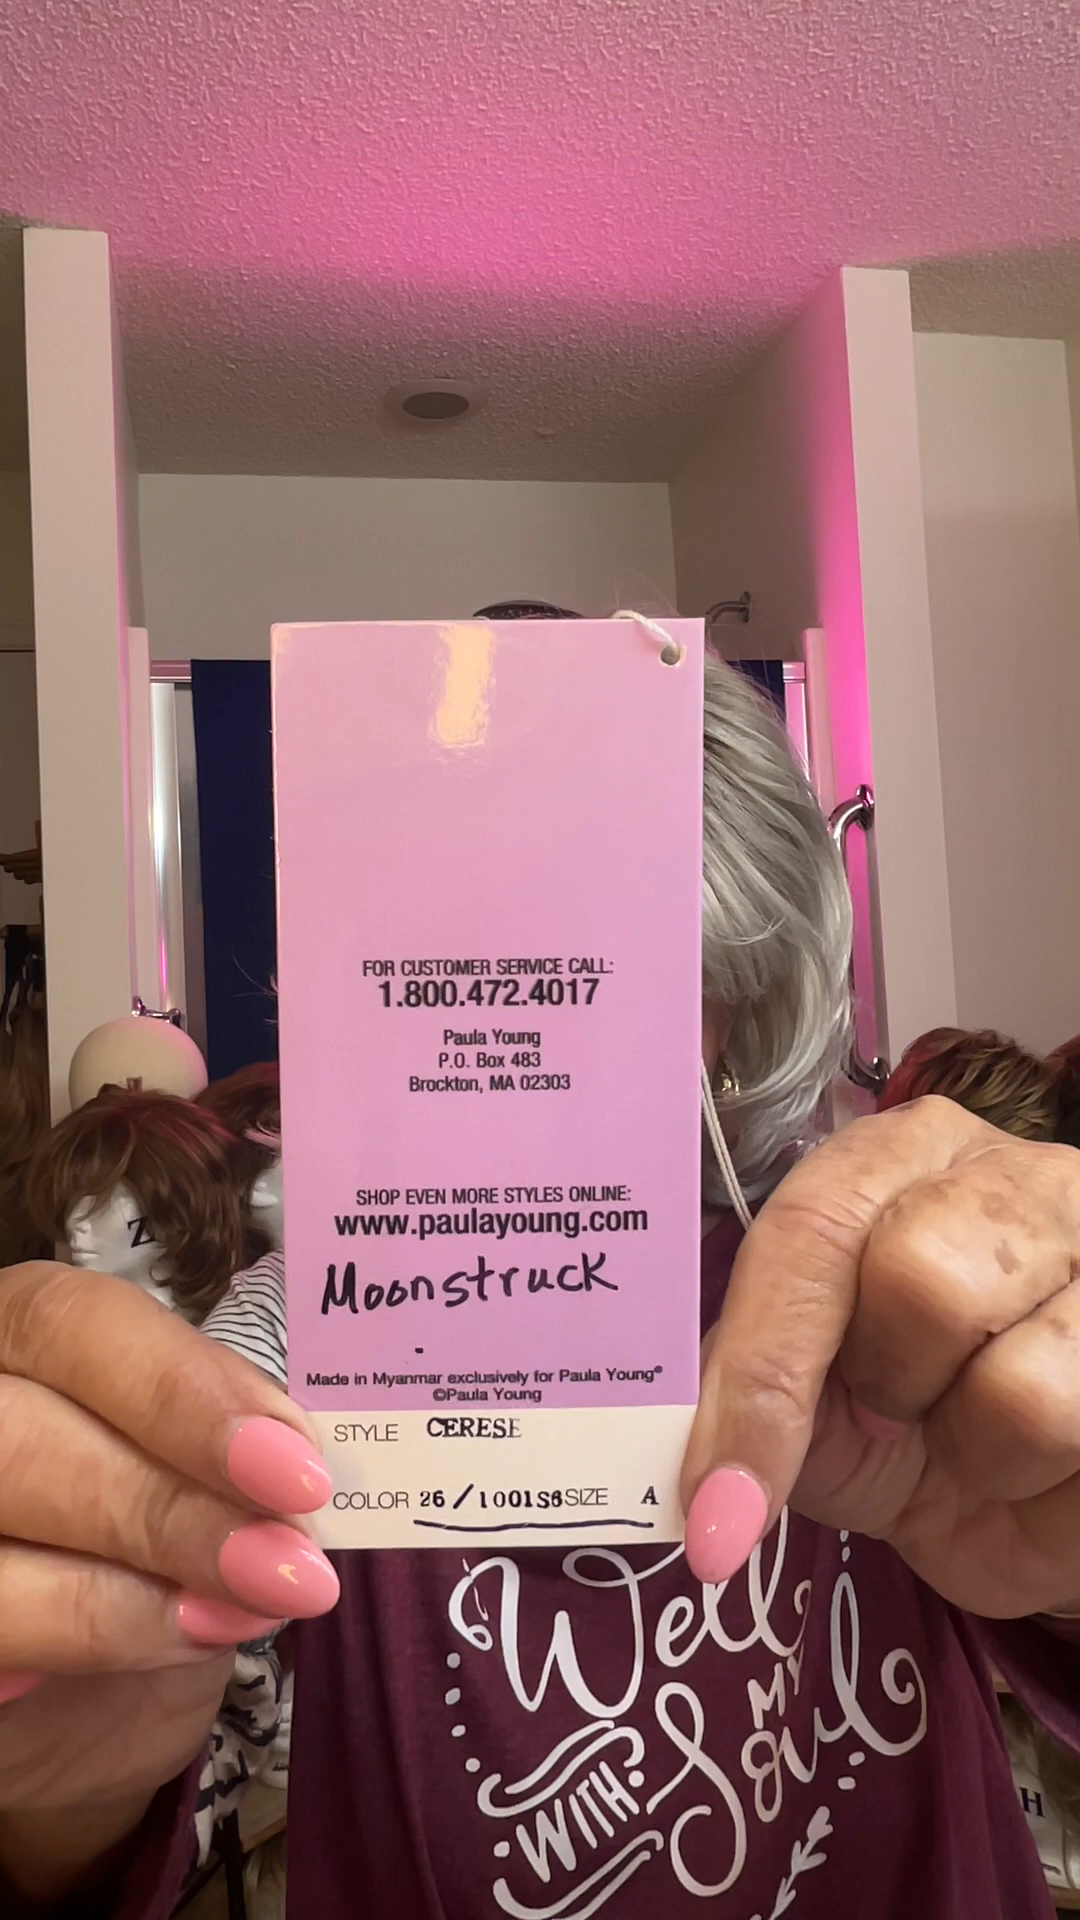 FOR CUSTOMER SERVICE CALL:
1.800.472.4017
Paula Young
P.O. Box 483
Brockton, MA 02303
SHOP EVEN MORE STYLES ONLINE:
www.paulayoung.com
Moonstruck
Made in Myanmar exclusively for Paula Young®
©Paula Young
STYLE CERESE
COLOR 26/1001S6 SIZE A
Well
WITH MY
Soul
Z
H